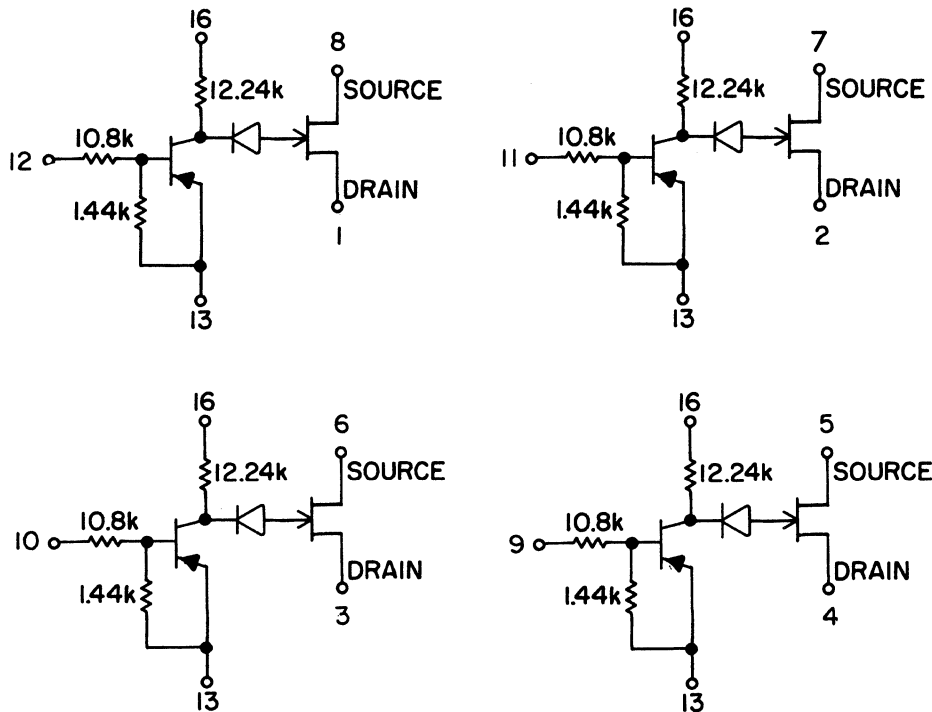 16
8
12.24k
SOURCE
10.8k
12
1.44k
DRAIN
1
13
16
7
12.24k
SOURCE
10.8k
11
1.44k
DRAIN
2
13
16
6
12.24k
SOURCE
10.8k
10
1.44k
DRAIN
3
13
16
5
12.24k
SOURCE
10.8k
9
1.44k
DRAIN
4
13